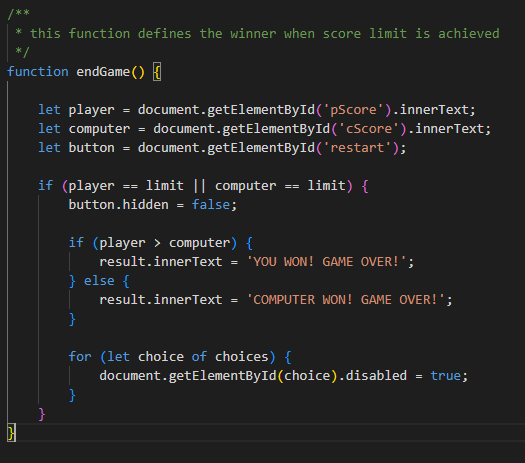 /**
 * this function defines the winner when score limit is achieved
 */
function endGame() {
    let player = document.getElementById('pScore').innerText;
    let computer = document.getElementById('cScore').innerText;
    let button = document.getElementById('restart');
    if (player == limit || computer == limit) {
        button.hidden = false;
        if (player > computer) {
            result.innerText = 'YOU WON! GAME OVER!';
        } else {
            result.innerText = 'COMPUTER WON! GAME OVER!';
        }
        for (let choice of choices) {
            document.getElementById(choice).disabled = true;
        }
    }
}